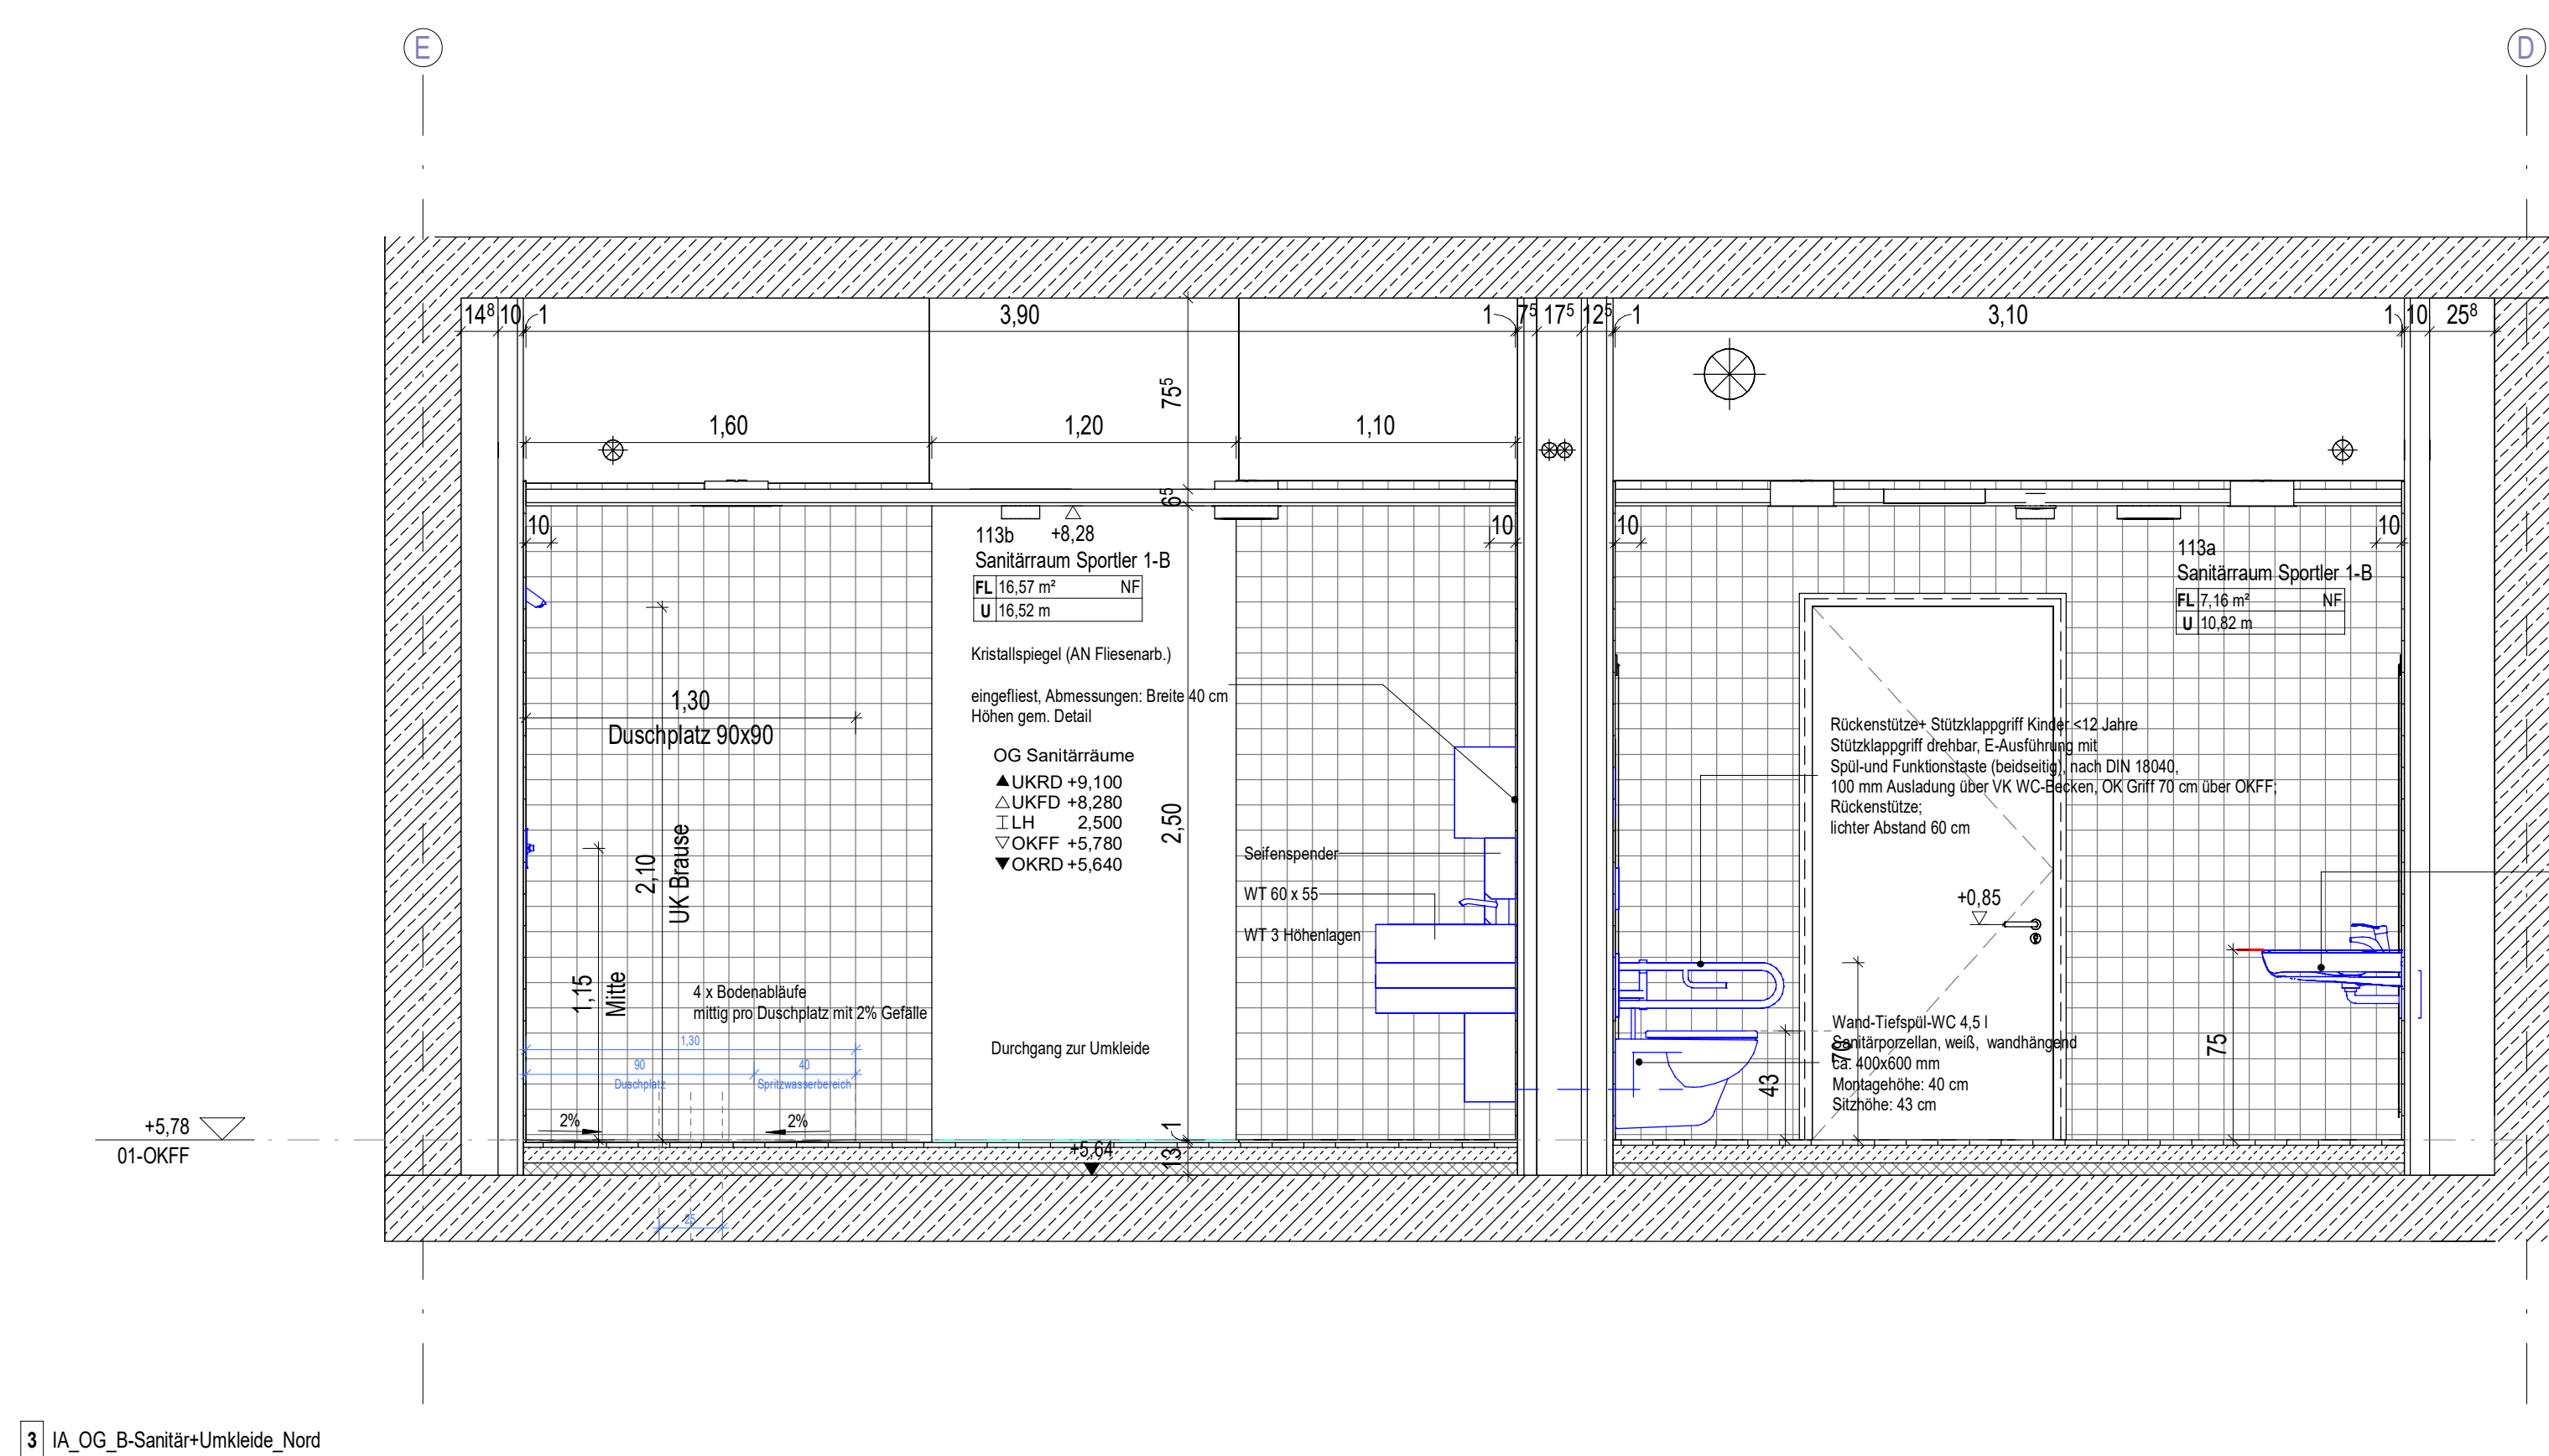 E
D
14⁸
10
1
3,90
1
7⁵
17⁵
12⁵
1
3,10
1
10
25⁸
75⁵
1,60
1,20
1,10
6⁵
10
10
10
10
113b
+8,28
Sanitärraum Sportler 1-B
FL 16,57 m² NF
U 16,52 m
113a
Sanitärraum Sportler 1-B
FL 7,16 m² NF
U 10,82 m
Kristallspiegel (AN Fliesenarb.)
eingefliest, Abmessungen: Breite 40 cm
Höhen gem. Detail
1,30
Duschplatz 90x90
OG Sanitärräume
UKRD +9,100
UKFD +8,280
LH 2,500
OKFF +5,780
OKRD +5,640
2,50
2,10
UK Brause
1,15
Mitte
Rückenstütze+ Stützklappgriff Kinder <12 Jahre
Stützklappgriff drehbar, E-Ausführung mit
Spül-und Funktionstaste (beidseitig), nach DIN 18040,
100 mm Ausladung über VK WC-Becken, OK Griff 70 cm über OKFF;
Rückenstütze;
lichter Abstand 60 cm
Seifenspender
WT 60 x 55
WT 3 Höhenlagen
+0,85
4 x Bodenabläufe
mittig pro Duschplatz mit 2% Gefälle
Durchgang zur Umkleide
1,30
90
40
Duschplatz
Spritzwasserbereich
2%
2%
Wand-Tiefspül-WC 4,5 l
Sanitärporzellan, weiß, wandhängend
ca. 400x600 mm
Montagehöhe: 40 cm
Sitzhöhe: 43 cm
43
70
75
+5,78
01-OKFF
1
13
+5,64
25
3 IA_OG_B-Sanitär+Umkleide_Nord